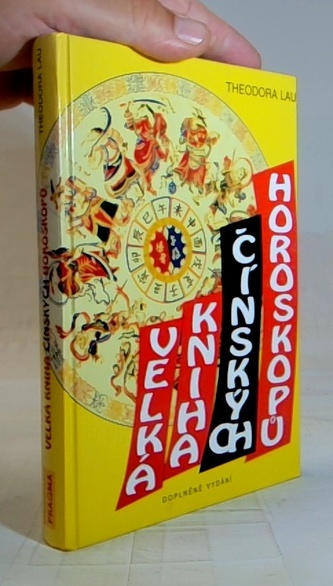 THEODORA LAU
VELKÁ
KNIHA
ČÍNSKÝCH
HOROSKOPŮ
DOPLNĚNÉ VYDÁNÍ
THEODORA LAU
VELKÁ KNIHA ČÍNSKÝCH HOROSKOPŮ
PRAGMA